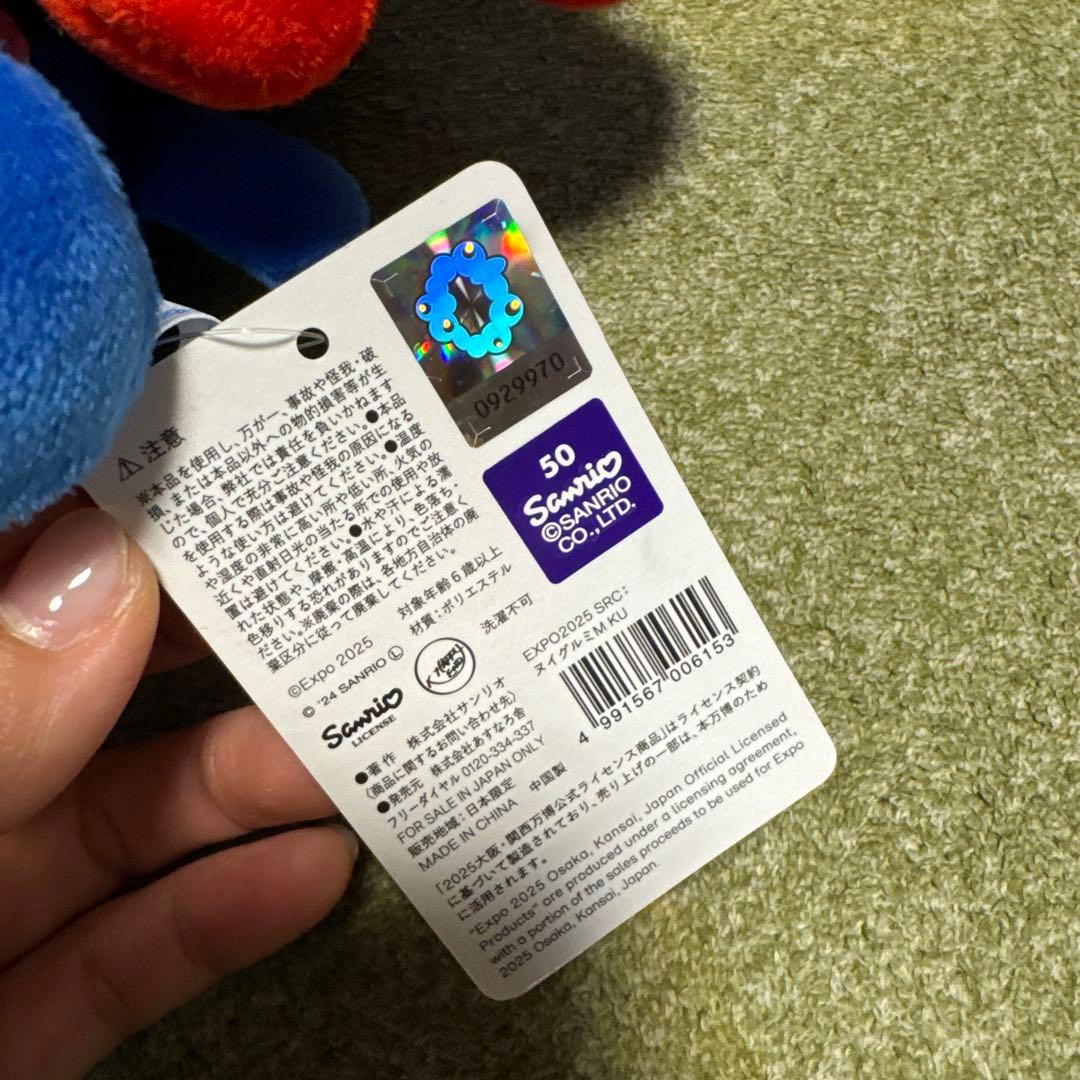 0929970
50
Sanrio
©SANRIO
CO.,LTD.
⚠注意
※本品を使用し、万が一、事故や怪我・破
損、または本品以外への物的損害等が生
じた場合、弊社では責任を負いかねます
ので、個人で充分ご注意ください。●本品
を使用する際は事故や怪我の原因になる
ような使い方は避けてください。●温度
や湿度の非常に高い所や低い所、火気の
近くや直射日光の当たる所での使用や放
置は避けてください。●水や汗による濡
れた状態や、摩擦、高温により、色落ち、
色移りする恐れがありますのでご注意く
ださい。※廃棄の際は、各地方自治体の廃
棄区分に従って廃棄してください。
対象年齢6歳以上
材質:ポリエステル
洗濯不可
©Expo 2025
© '24 SANRIO Ⓛ
Sanrio
LICENSE
EXPO2025 SRC:
ヌイグルミM KU
4 991567 006153
●著作 株式会社サンリオ
(商品に関するお問い合わせ先)
●発売元 株式会社あすなろ舎
フリーダイヤル 0120-334-337
FOR SALE IN JAPAN ONLY
販売地域:日本限定
MADE IN CHINA 中国製
「2025大阪・関西万博公式ライセンス商品」はライセンス契約
に基づいて製造されており、売り上げの一部は、本万博のため
に活用されます。
"Expo 2025 Osaka, Kansai, Japan Official Licensed
Products" are produced under a licensing agreement,
with a portion of the sales proceeds to be used for Expo
2025 Osaka, Kansai, Japan.